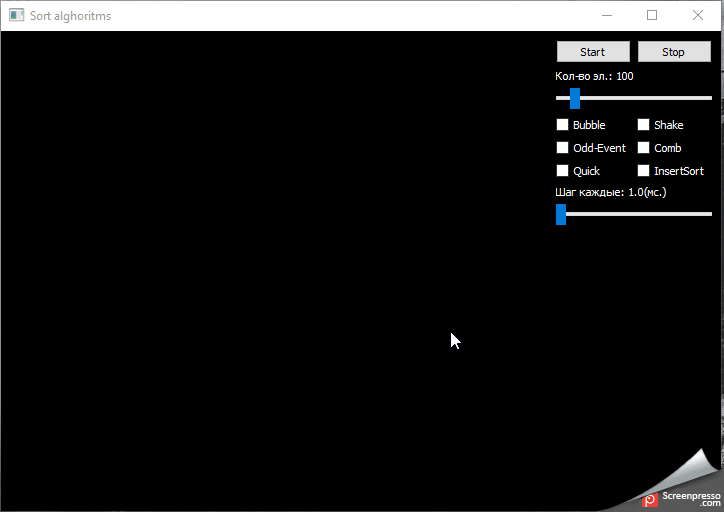 Sort alghoritms
Start Stop
Кол-во эл.: 100
Bubble Shake
Odd-Event Comb
Quick InsertSort
Шаг каждые: 1.0(мс.)
Screenpresso
.com